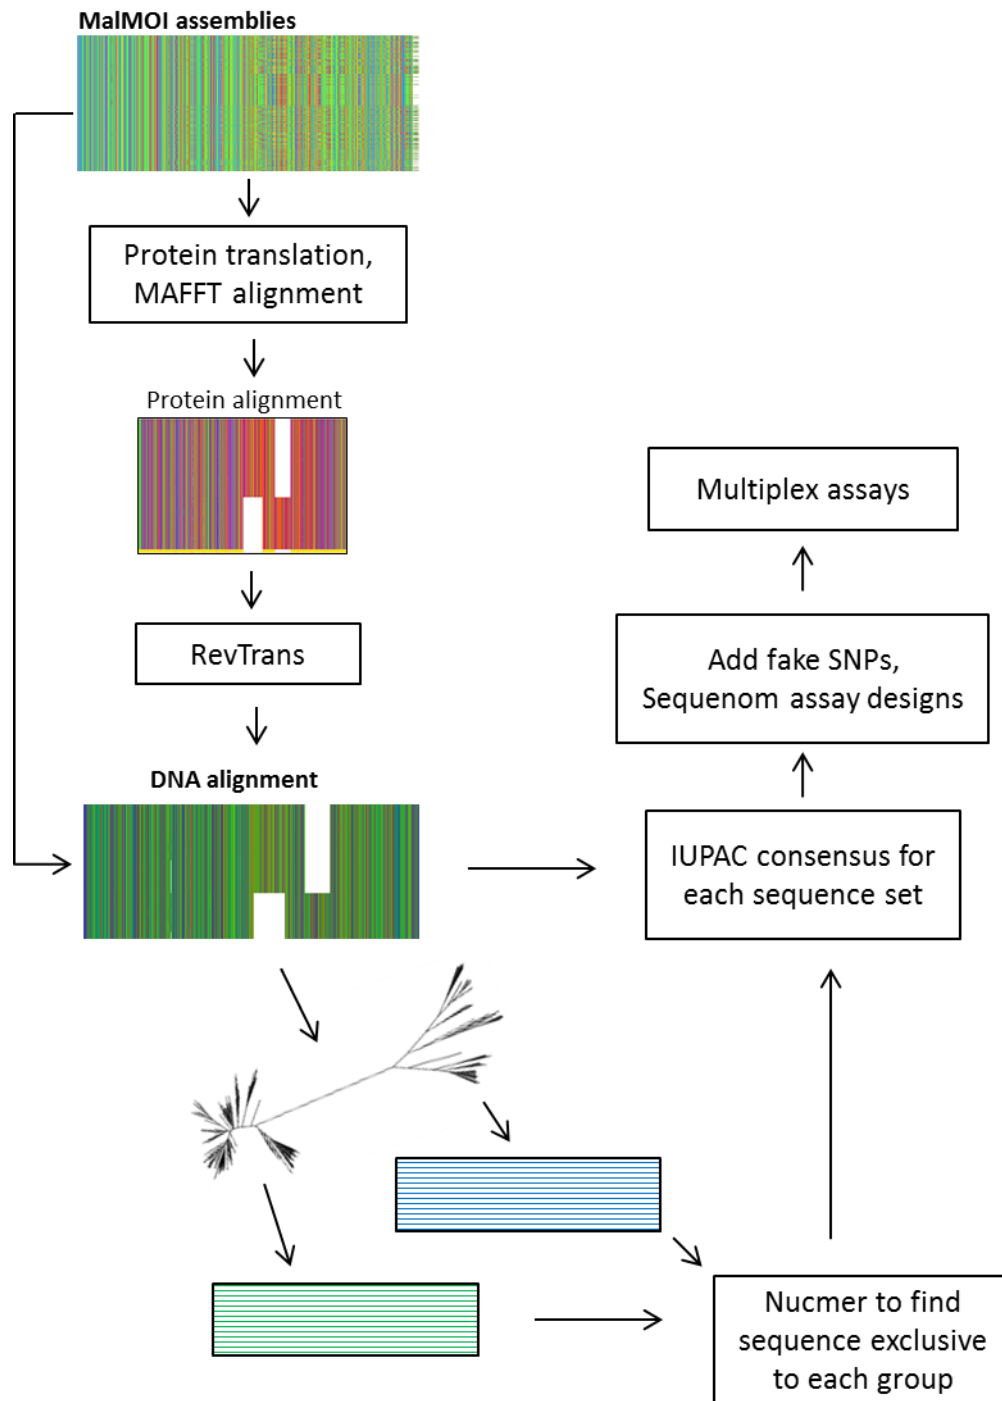 MalMOI assemblies
Protein translation,
MAFFT alignment
Protein alignment
RevTrans
DNA alignment
Multiplex assays
Add fake SNPs,
Sequenom assay designs
IUPAC consensus for
each sequence set
Nucmer to find
sequence exclusive
to each group